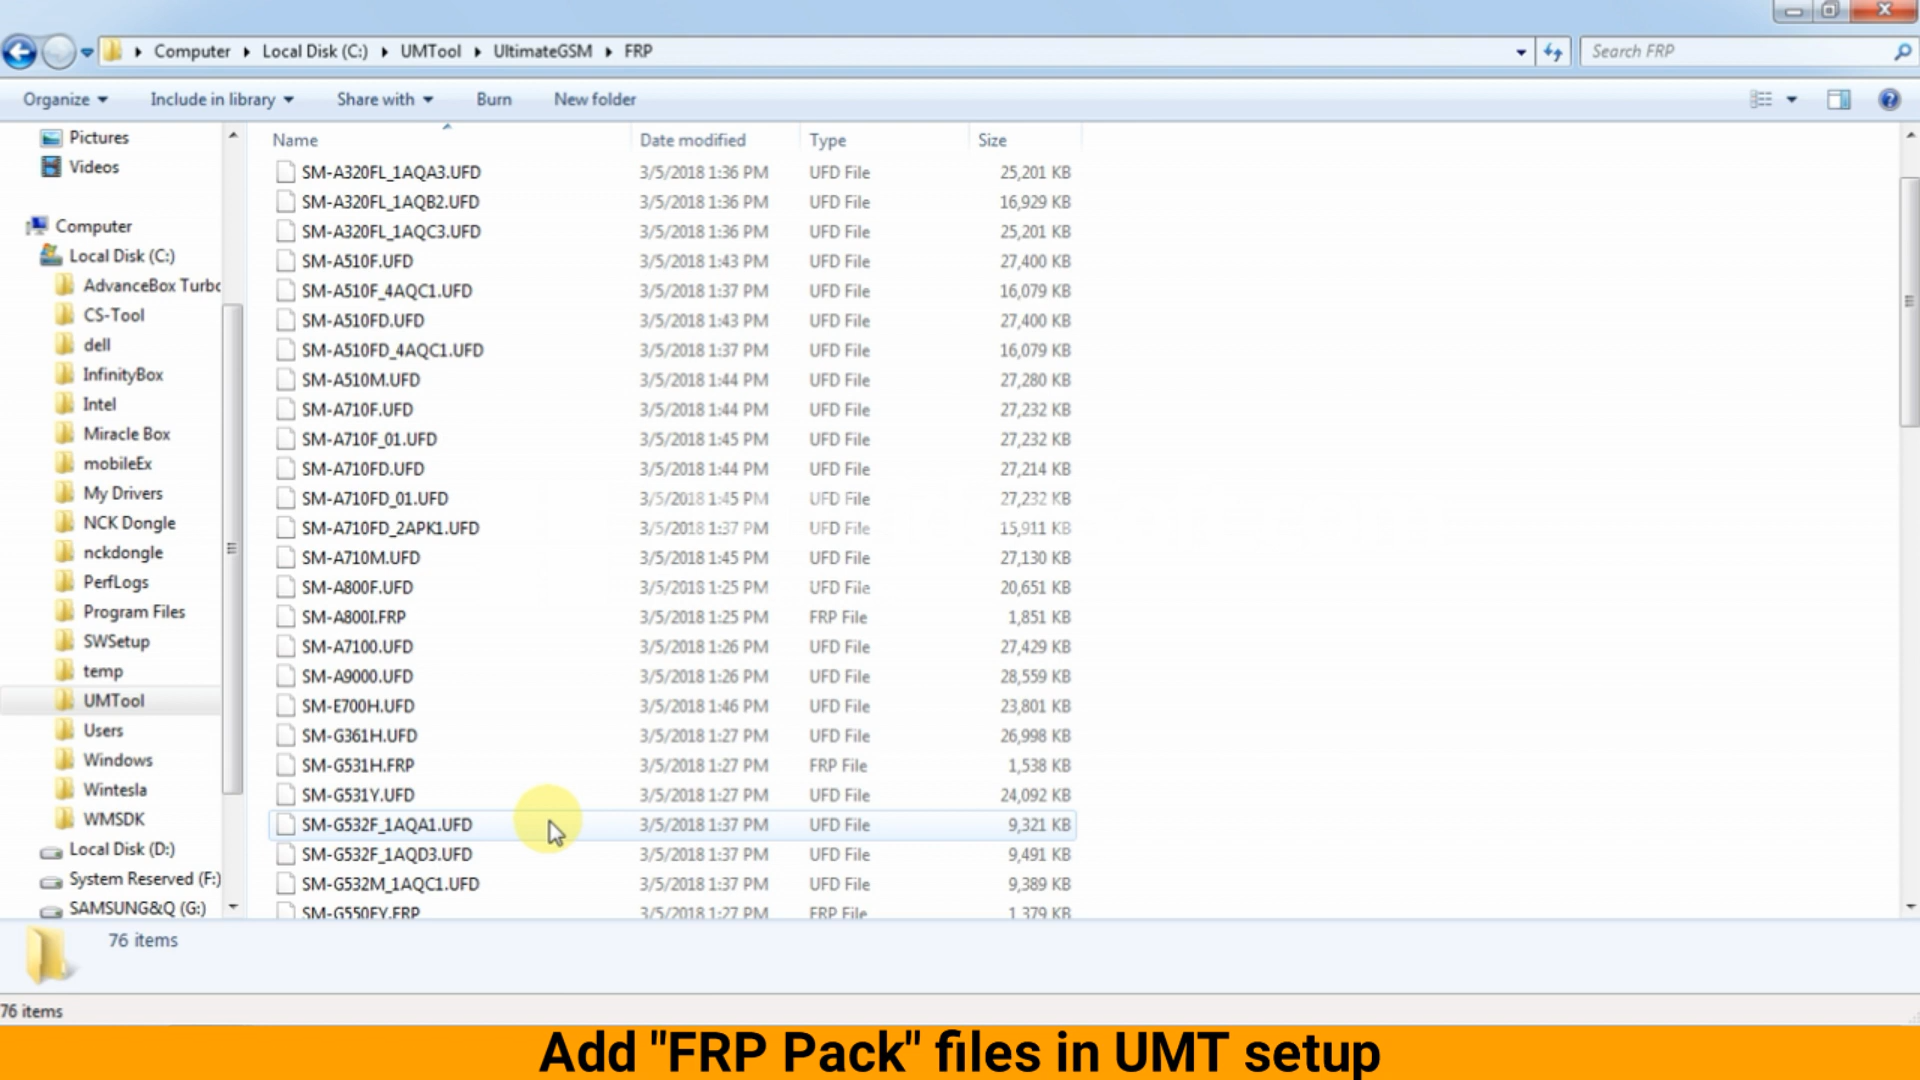 Computer ▸ Local Disk (C:) ▸ UMTool ▸ UltimateGSM ▸ FRP
Search FRP
Organize Include in library Share with Burn New folder
Pictures
Videos
Computer
Local Disk (C:)
AdvanceBox Turbo
CS-Tool
dell
InfinityBox
Intel
Miracle Box
mobileEx
My Drivers
NCK Dongle
nckdongle
PerfLogs
Program Files
SWSetup
temp
UMTool
Users
Windows
Wintesla
WMSDK
Local Disk (D:)
System Reserved (F:)
SAMSUNG&Q (G:)
Name Date modified Type Size
SM-A320FL_1AQA3.UFD 3/5/2018 1:36 PM UFD File 25,201 KB
SM-A320FL_1AQB2.UFD 3/5/2018 1:36 PM UFD File 16,929 KB
SM-A320FL_1AQC3.UFD 3/5/2018 1:36 PM UFD File 25,201 KB
SM-A510F.UFD 3/5/2018 1:43 PM UFD File 27,400 KB
SM-A510F_4AQC1.UFD 3/5/2018 1:37 PM UFD File 16,079 KB
SM-A510FD.UFD 3/5/2018 1:43 PM UFD File 27,400 KB
SM-A510FD_4AQC1.UFD 3/5/2018 1:37 PM UFD File 16,079 KB
SM-A510M.UFD 3/5/2018 1:44 PM UFD File 27,280 KB
SM-A710F.UFD 3/5/2018 1:44 PM UFD File 27,232 KB
SM-A710F_01.UFD 3/5/2018 1:45 PM UFD File 27,232 KB
SM-A710FD.UFD 3/5/2018 1:44 PM UFD File 27,214 KB
SM-A710FD_01.UFD 3/5/2018 1:45 PM UFD File 27,232 KB
SM-A710FD_2APK1.UFD 3/5/2018 1:37 PM UFD File 15,911 KB
SM-A710M.UFD 3/5/2018 1:45 PM UFD File 27,130 KB
SM-A800F.UFD 3/5/2018 1:25 PM UFD File 20,651 KB
SM-A800I.FRP 3/5/2018 1:25 PM FRP File 1,851 KB
SM-A7100.UFD 3/5/2018 1:26 PM UFD File 27,429 KB
SM-A9000.UFD 3/5/2018 1:26 PM UFD File 28,559 KB
SM-E700H.UFD 3/5/2018 1:46 PM UFD File 23,801 KB
SM-G361H.UFD 3/5/2018 1:27 PM UFD File 26,998 KB
SM-G531H.FRP 3/5/2018 1:27 PM FRP File 1,538 KB
SM-G531Y.UFD 3/5/2018 1:27 PM UFD File 24,092 KB
SM-G532F_1AQA1.UFD 3/5/2018 1:37 PM UFD File 9,321 KB
SM-G532F_1AQD3.UFD 3/5/2018 1:37 PM UFD File 9,491 KB
SM-G532M_1AQC1.UFD 3/5/2018 1:37 PM UFD File 9,389 KB
SM-G550FY.FRP 3/5/2018 1:27 PM FRP File 1,379 KB
76 items
76 items
Add "FRP Pack" files in UMT setup